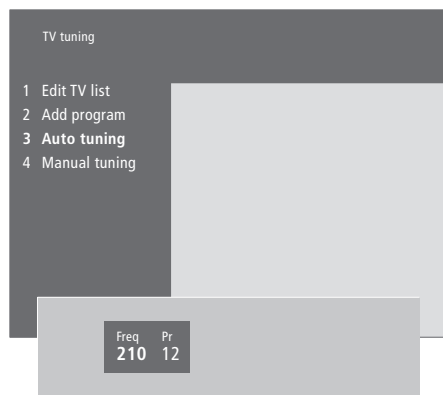 TV tuning
1 Edit TV list
2 Add program
3 Auto tuning
4 Manual tuning
Freq Pr
210 12